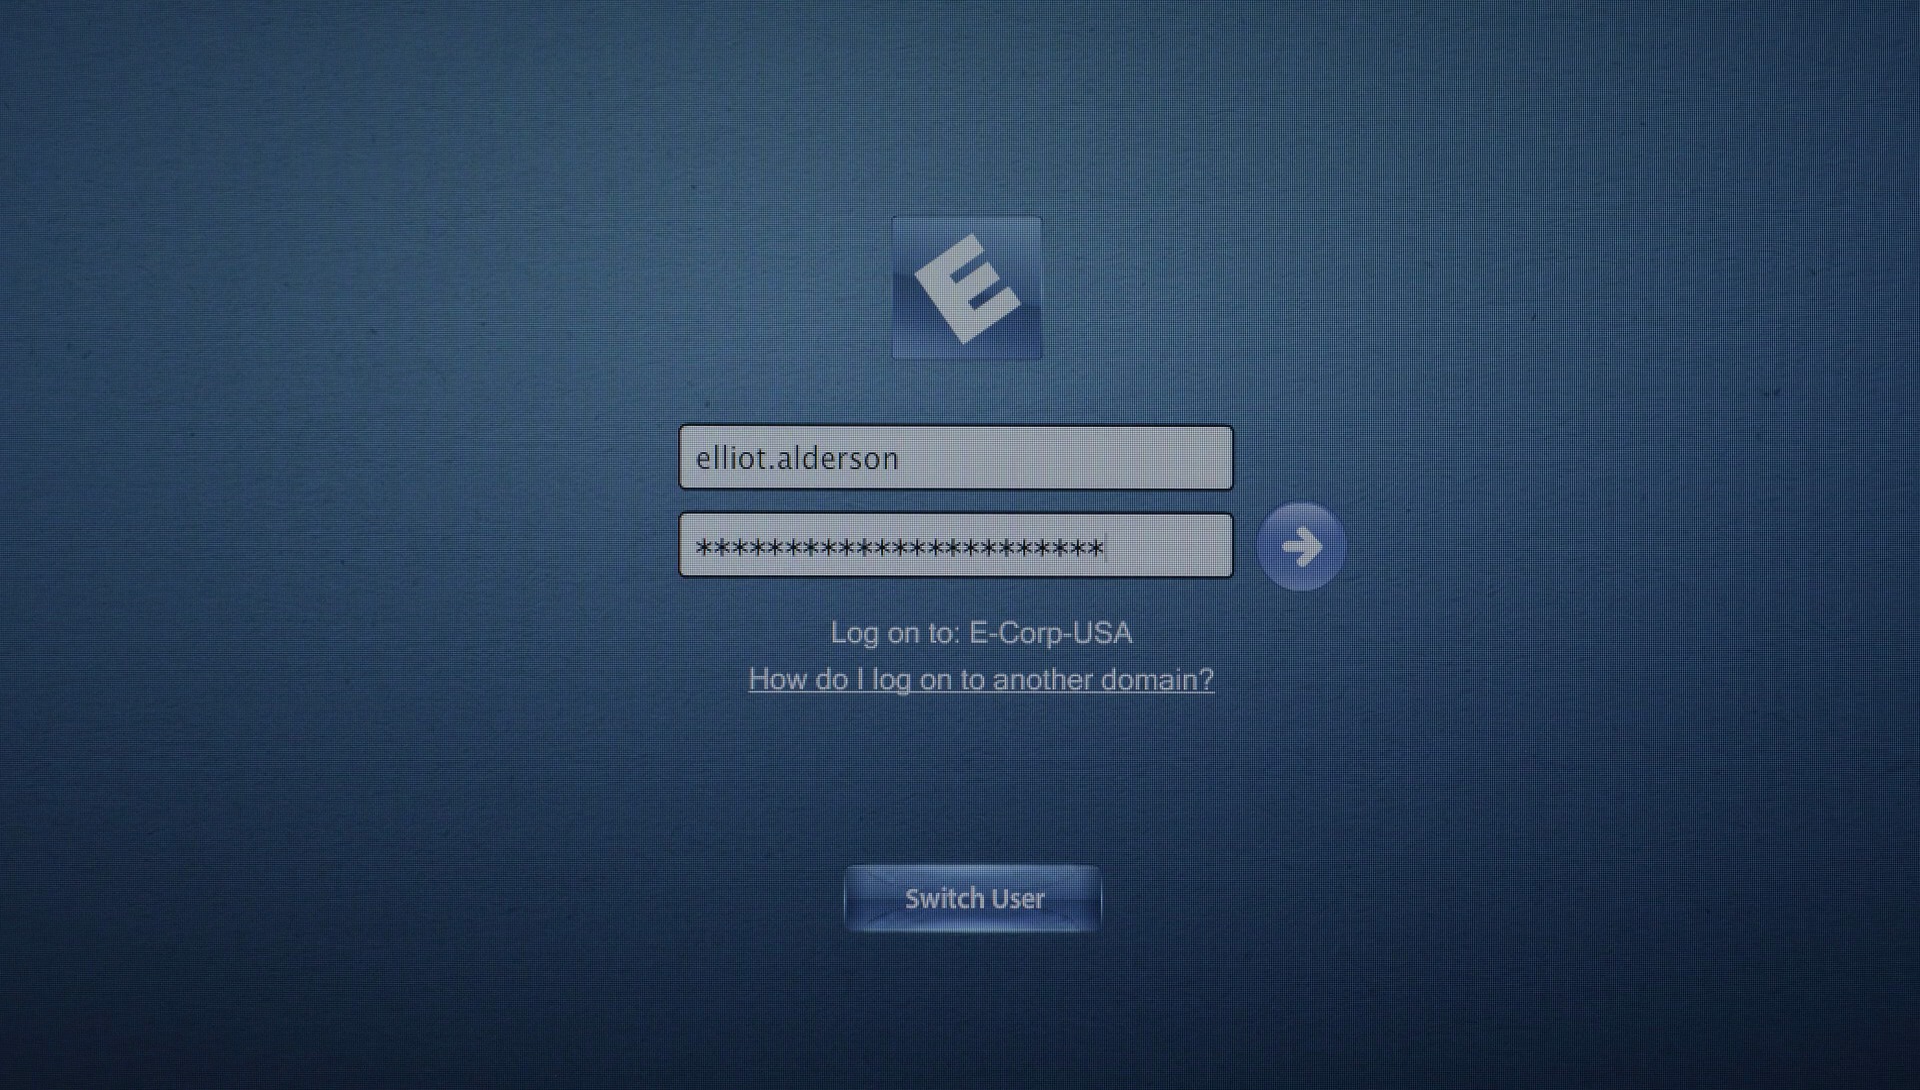 E
elliot.alderson
***********************
Log on to: E-Corp-USA
How do I log on to another domain?
Switch User